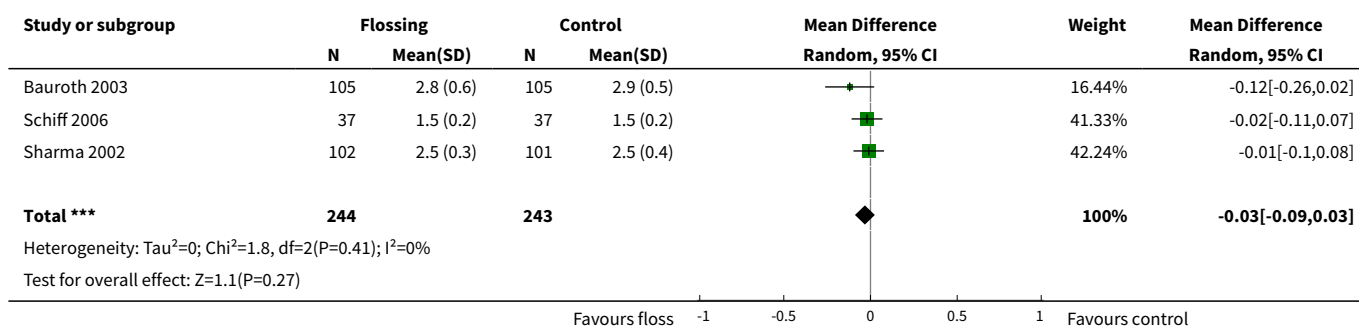 Study or subgroup Flossing Control Mean Difference Weight Mean Difference
N Mean(SD) N Mean(SD) Random, 95% CI Random, 95% CI
Bauroth 2003 105 2.8 (0.6) 105 2.9 (0.5) 16.44% -0.12[-0.26,0.02]
Schiff 2006 37 1.5 (0.2) 37 1.5 (0.2) 41.33% -0.02[-0.11,0.07]
Sharma 2002 102 2.5 (0.3) 101 2.5 (0.4) 42.24% -0.01[-0.1,0.08]
Total *** 244 243 100% -0.03[-0.09,0.03]
Heterogeneity: Tau²=0; Chi²=1.8, df=2(P=0.41); I²=0%
Test for overall effect: Z=1.1(P=0.27)
Favours floss -1 -0.5 0 0.5 1 Favours control